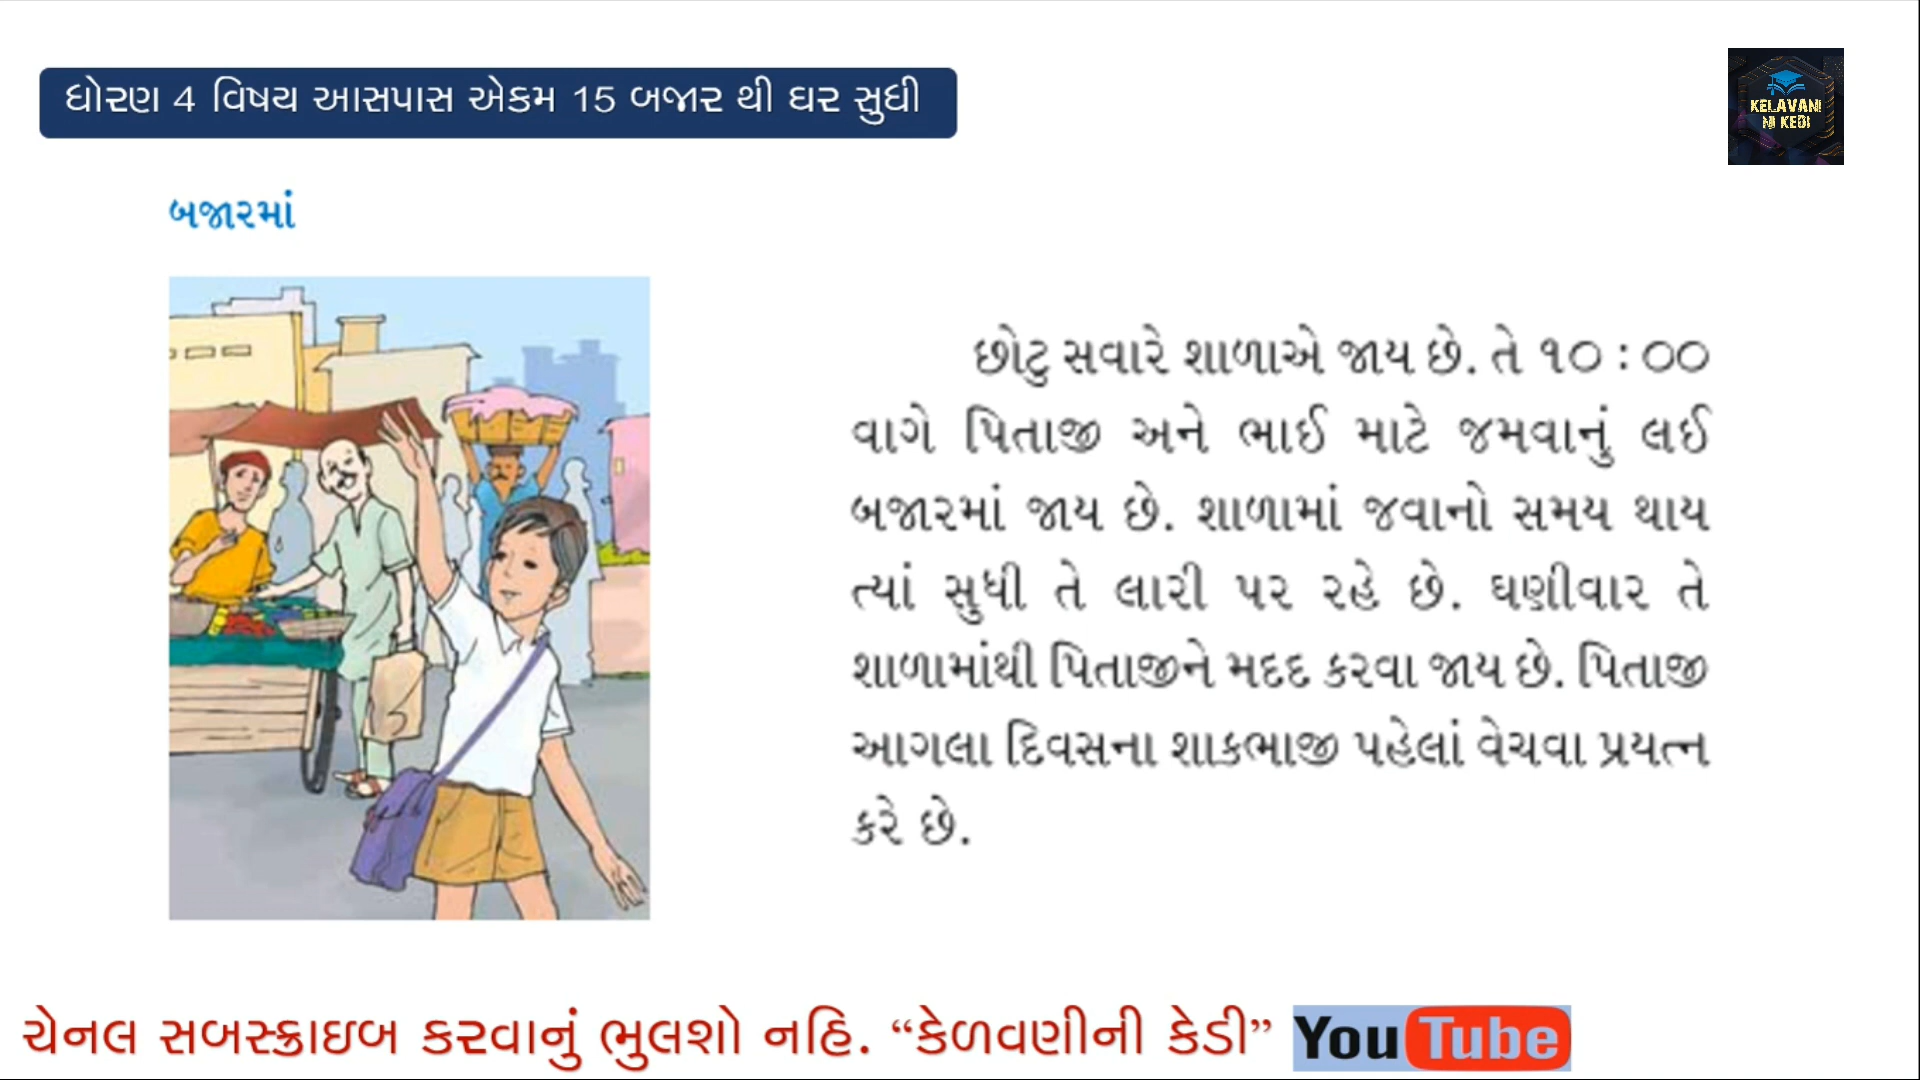 ધોરણ 4 વિષય આસપાસ એકમ 15 બજાર થી ઘર સુધી
KELAVANI
NI KEDI
બજારમાં
છોટુ સવારે શાળાએ જાય છે. તે ૧૦ : ૦૦
વાગે પિતાજી અને ભાઈ માટે જમવાનું લઈ
બજારમાં જાય છે. શાળામાં જવાનો સમય થાય
ત્યાં સુધી તે લારી પર રહે છે. ઘણીવાર તે
શાળામાંથી પિતાજીને મદદ કરવા જાય છે. પિતાજી
આગલા દિવસના શાકભાજી પહેલાં વેચવા પ્રયત્ન
કરે છે.
ચેનલ સબસ્ક્રાઇબ કરવાનું ભુલશો નહિ. “કેળવણીની કેડી” YouTube